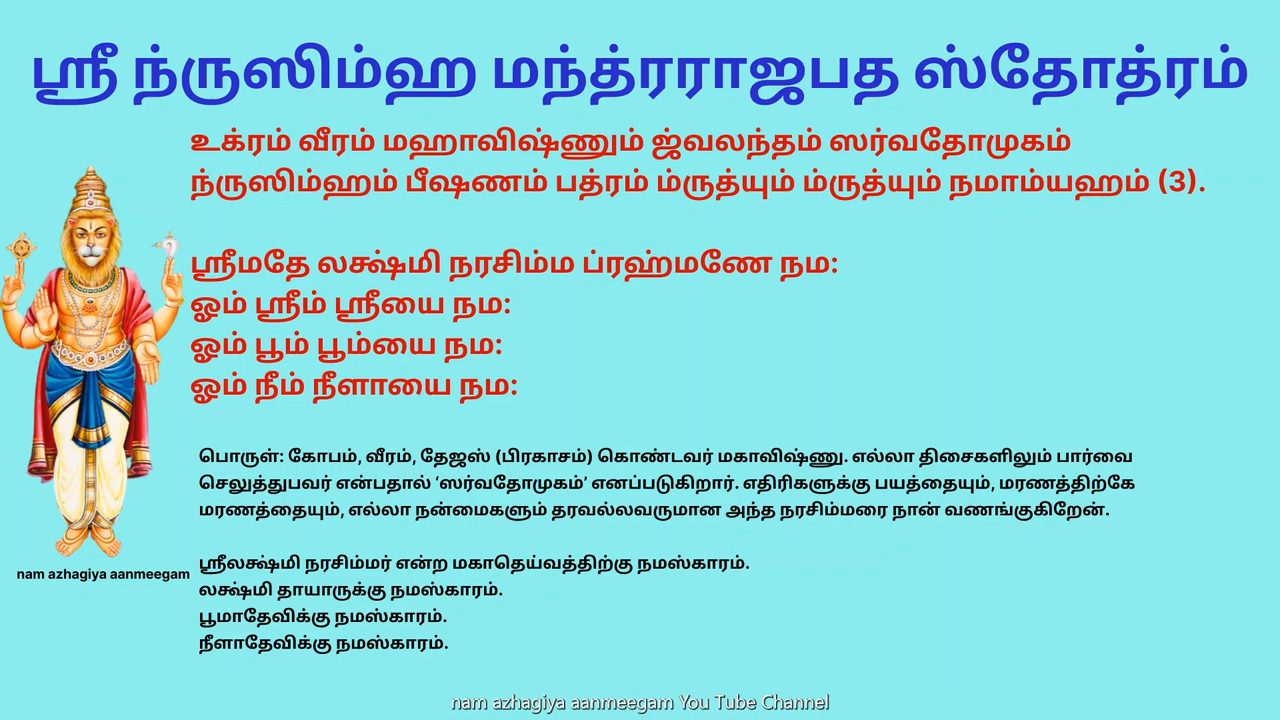 ஸ்ரீ ந்ருஸிம்ஹ மந்த்ரராஜபத ஸ்தோத்ரம்
உக்ரம் வீரம் மஹாவிஷ்ணும் ஜ்வலந்தம் ஸர்வதோமுகம்
ந்ருஸிம்ஹம் பீஷணம் பத்ரம் ம்ருத்யும் ம்ருத்யும் நமாம்யஹம் (3).
ஸ்ரீமதே லக்ஷ்மி நரசிம்ம ப்ரஹ்மணே நம:
ஓம் ஸ்ரீம் ஸ்ரீயை நம:
ஓம் பூம் பூம்யை நம:
ஓம் நீம் நீளாயை நம:
பொருள்: கோபம், வீரம், தேஜஸ் (பிரகாசம்) கொண்டவர் மகாவிஷ்ணு. எல்லா திசைகளிலும் பார்வை
செலுத்துபவர் என்பதால் ‘ஸர்வதோமுகம்’ எனப்படுகிறார். எதிரிகளுக்கு பயத்தையும், மரணத்திற்கே
மரணத்தையும், எல்லா நன்மைகளும் தரவல்லவருமான அந்த நரசிம்மரை நான் வணங்குகிறேன்.
ஸ்ரீலக்ஷ்மி நரசிம்மர் என்ற மகாதெய்வத்திற்கு நமஸ்காரம்.
nam azhagiya aanmeegam
லக்ஷ்மி தாயாருக்கு நமஸ்காரம்.
பூமாதேவிக்கு நமஸ்காரம்.
நீளாதேவிக்கு நமஸ்காரம்.
nam azhagiya aanmeegam You Tube Channel